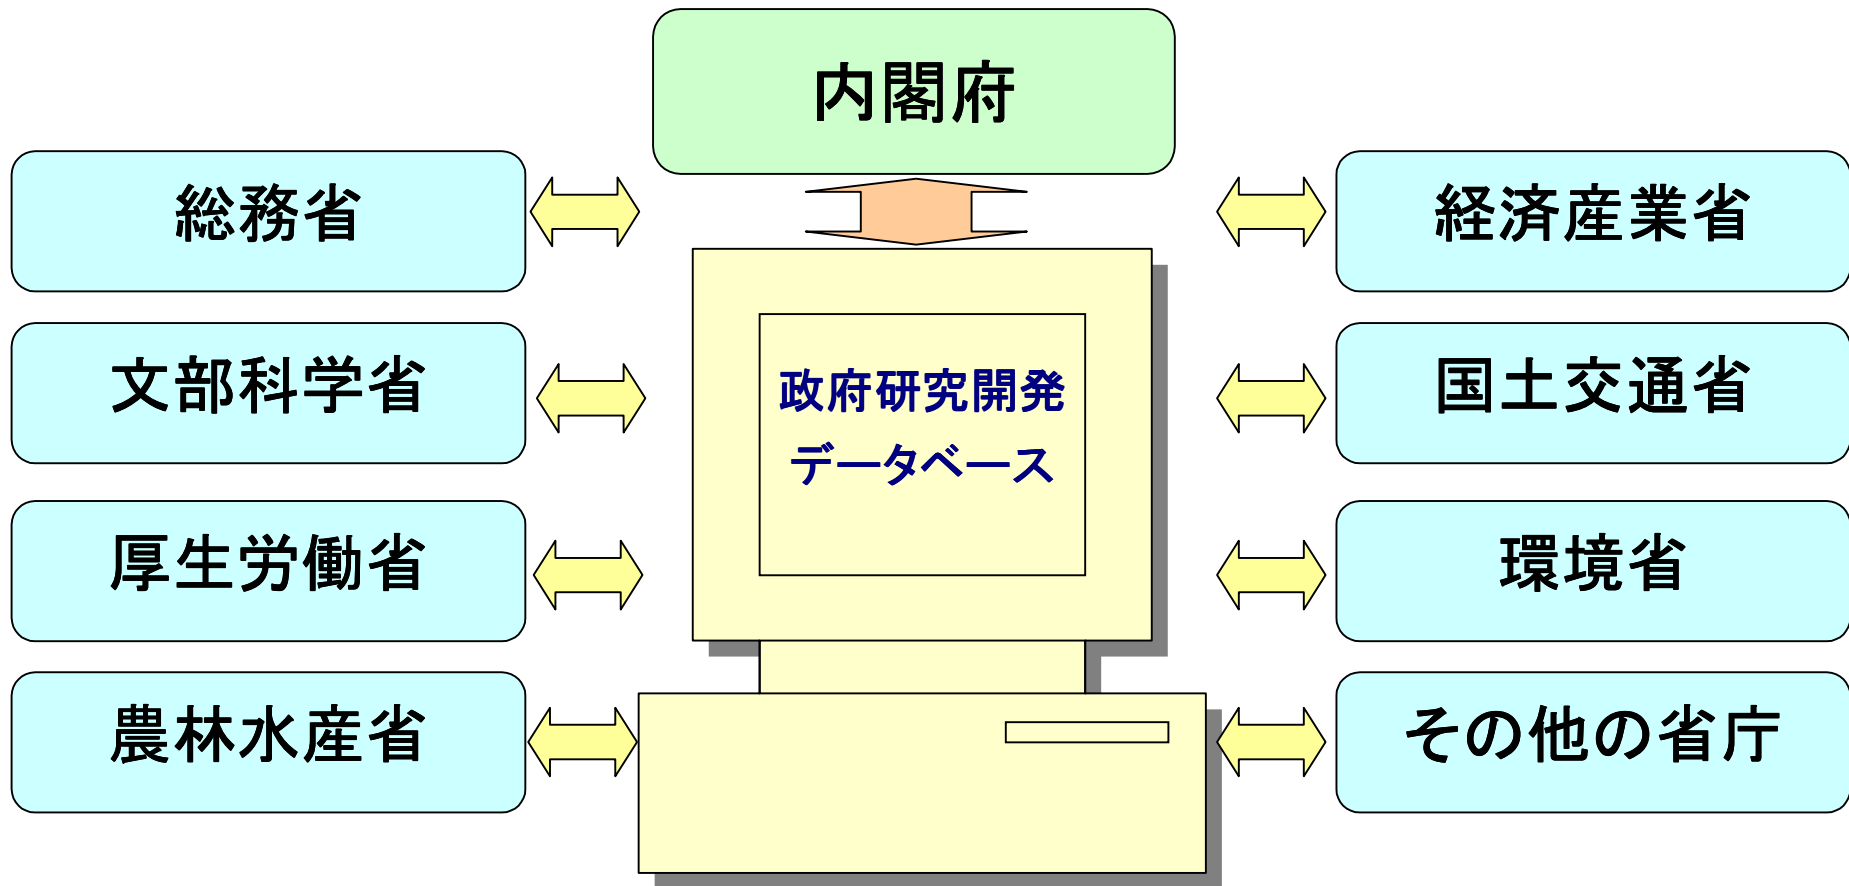 内閣府
総務省
経済産業省
文部科学省
国土交通省
政府研究開発
データベース
厚生労働省
環境省
農林水産省
その他の省庁